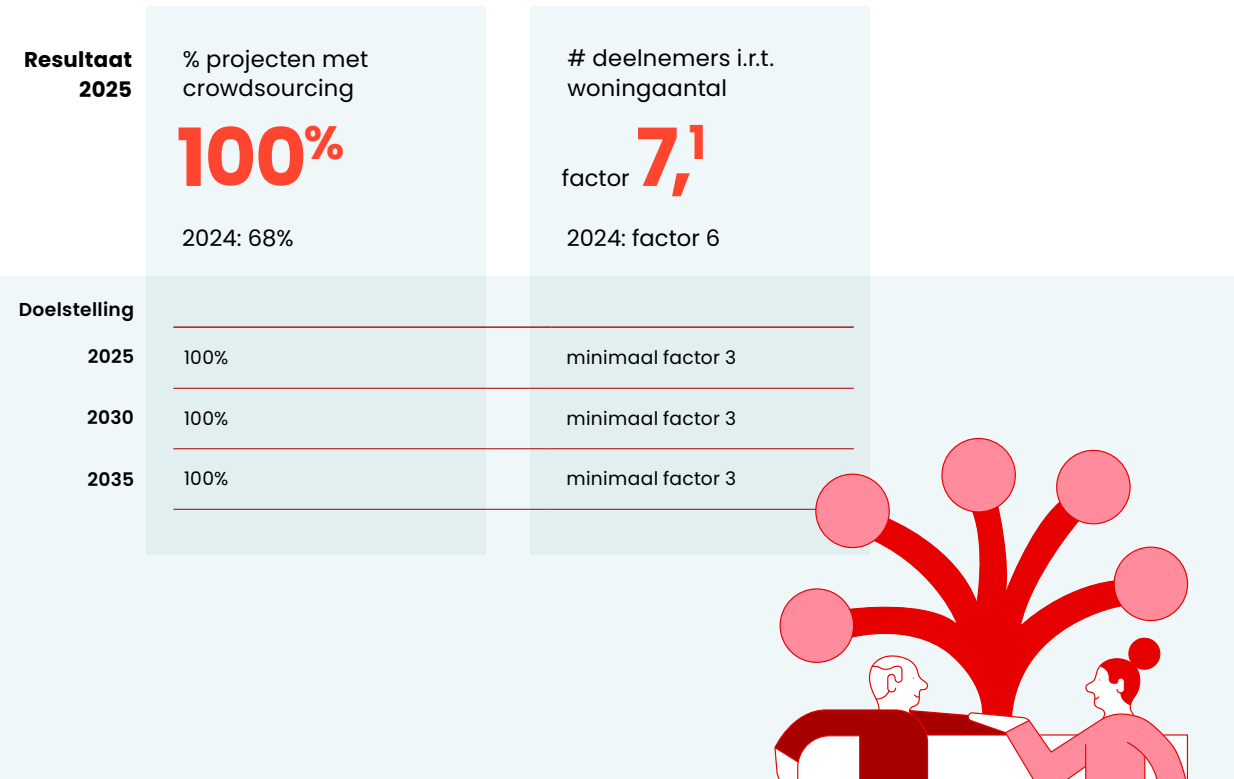 Resultaat
2025
% projecten met
crowdsourcing
100%
2024: 68%
# deelnemers i.r.t.
woningaantal
factor 7,1
2024: factor 6
Doelstelling
2025 100% minimaal factor 3
2030 100% minimaal factor 3
2035 100% minimaal factor 3